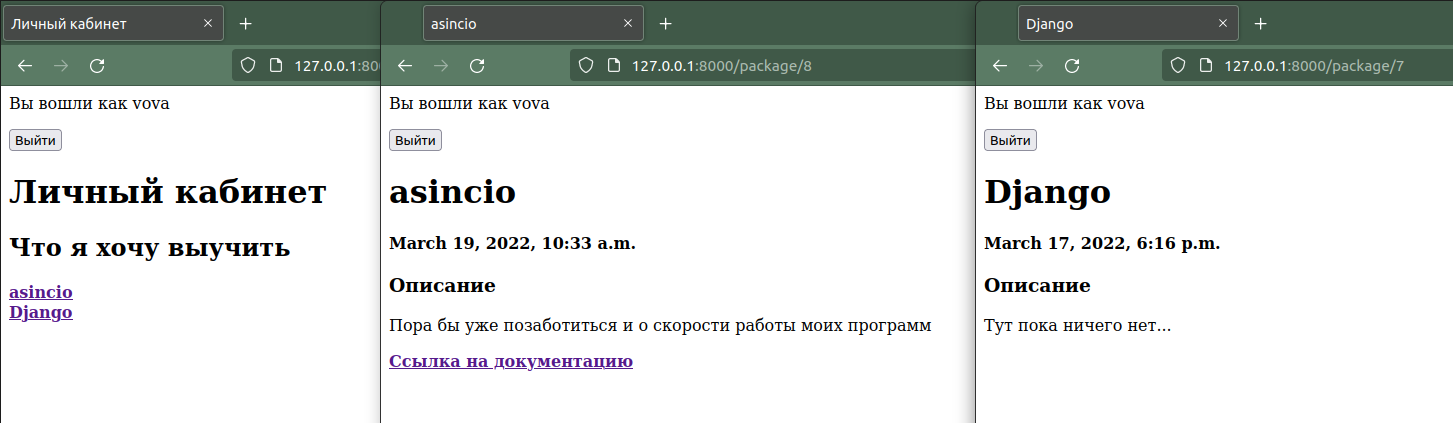 Личный кабинет
127.0.0.1:800
Вы вошли как vova
Выйти
Личный кабинет
Что я хочу выучить
asincio
Django
asincio
127.0.0.1:8000/package/8
Вы вошли как vova
Выйти
asincio
March 19, 2022, 10:33 a.m.
Описание
Пора бы уже позаботиться и о скорости работы моих программ
Ссылка на документацию
Django
127.0.0.1:8000/package/7
Вы вошли как vova
Выйти
Django
March 17, 2022, 6:16 p.m.
Описание
Тут пока ничего нет...